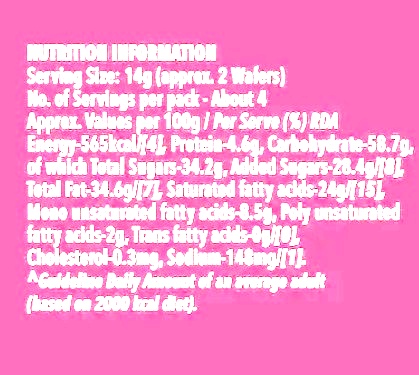 NUTRITION INFORMATION
Serving Size: 14g (approx. 2 Wafers)
No. of Servings per pack - About 4
Approx. Values per 100g / Per Serve (%) RDA
Energy-565kcal/[4], Protein-4.6g, Carbohydrate-58.7g,
of which Total Sugars-34.2g, Added Sugars-28.4g/[8],
Total Fat-34.6g/[7], Saturated fatty acids-24g/[15],
Mono unsaturated fatty acids-8.5g, Poly unsaturated
fatty acids-2g, Trans fatty acids-0g/[0],
Cholesterol-0.3mg, Sodium-148mg/[1].
^Guideline Daily Amount of an average adult
(based on 2000 kcal diet).